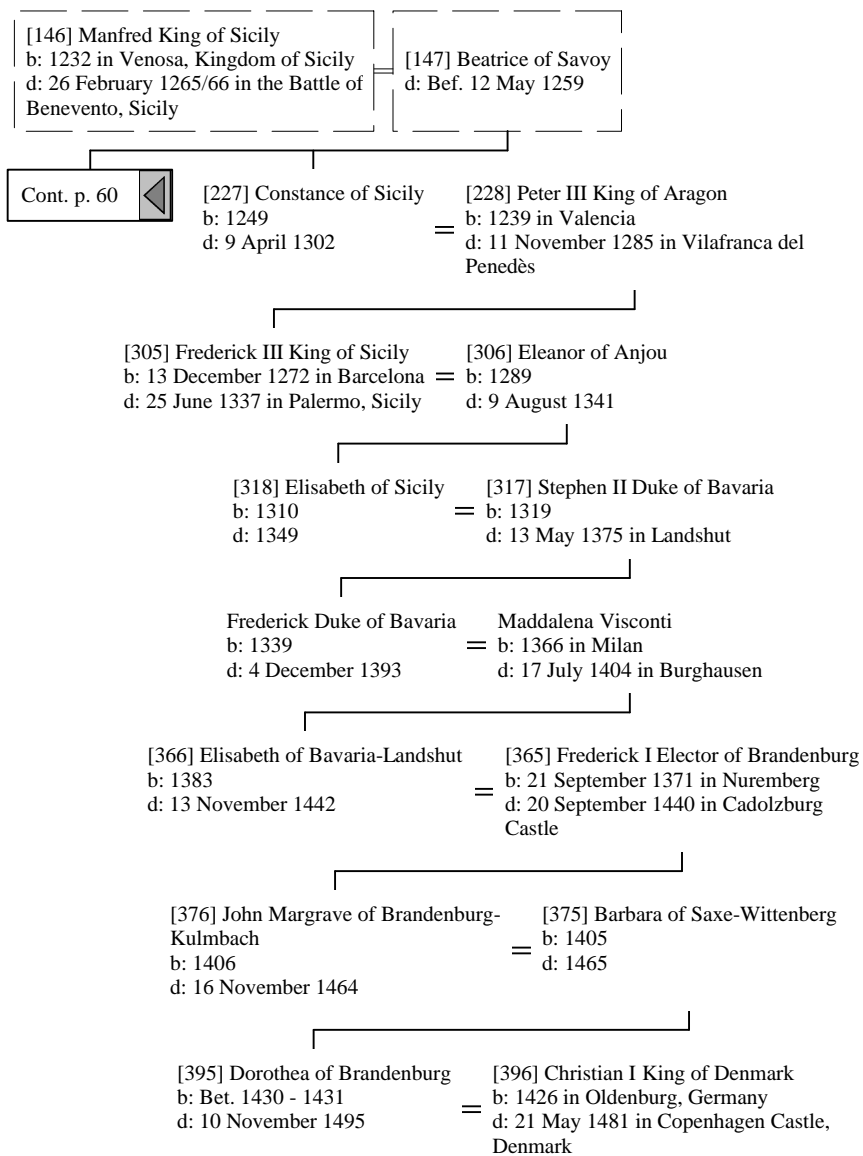 [146] Manfred King of Sicily
b: 1232 in Venosa, Kingdom of Sicily
d: 26 February 1265/66 in the Battle of
Benevento, Sicily
=
[147] Beatrice of Savoy
d: Bef. 12 May 1259
Cont. p. 60
[227] Constance of Sicily
b: 1249
d: 9 April 1302
=
[228] Peter III King of Aragon
b: 1239 in Valencia
d: 11 November 1285 in Vilafranca del
Penedès
[305] Frederick III King of Sicily
b: 13 December 1272 in Barcelona
d: 25 June 1337 in Palermo, Sicily
=
[306] Eleanor of Anjou
b: 1289
d: 9 August 1341
[318] Elisabeth of Sicily
b: 1310
d: 1349
=
[317] Stephen II Duke of Bavaria
b: 1319
d: 13 May 1375 in Landshut
Frederick Duke of Bavaria
b: 1339
d: 4 December 1393
=
Maddalena Visconti
b: 1366 in Milan
d: 17 July 1404 in Burghausen
[366] Elisabeth of Bavaria-Landshut
b: 1383
d: 13 November 1442
=
[365] Frederick I Elector of Brandenburg
b: 21 September 1371 in Nuremberg
d: 20 September 1440 in Cadolzburg
Castle
[376] John Margrave of Brandenburg-
Kulmbach
b: 1406
d: 16 November 1464
=
[375] Barbara of Saxe-Wittenberg
b: 1405
d: 1465
[395] Dorothea of Brandenburg
b: Bet. 1430 - 1431
d: 10 November 1495
=
[396] Christian I King of Denmark
b: 1426 in Oldenburg, Germany
d: 21 May 1481 in Copenhagen Castle,
Denmark